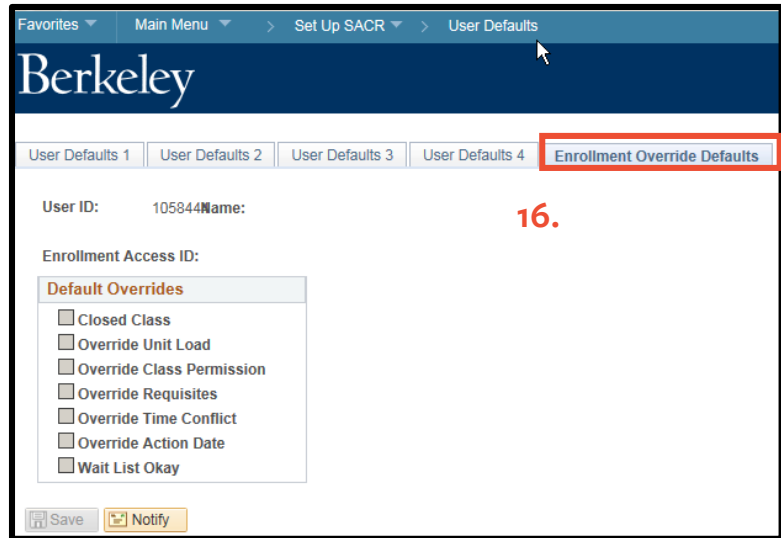 Favorites Main Menu > Set Up SACR > User Defaults
Berkeley
User Defaults 1 User Defaults 2 User Defaults 3 User Defaults 4 Enrollment Override Defaults
User ID: 105844 Name:
16.
Enrollment Access ID:
Default Overrides
Closed Class
Override Unit Load
Override Class Permission
Override Requisites
Override Time Conflict
Override Action Date
Wait List Okay
Save Notify